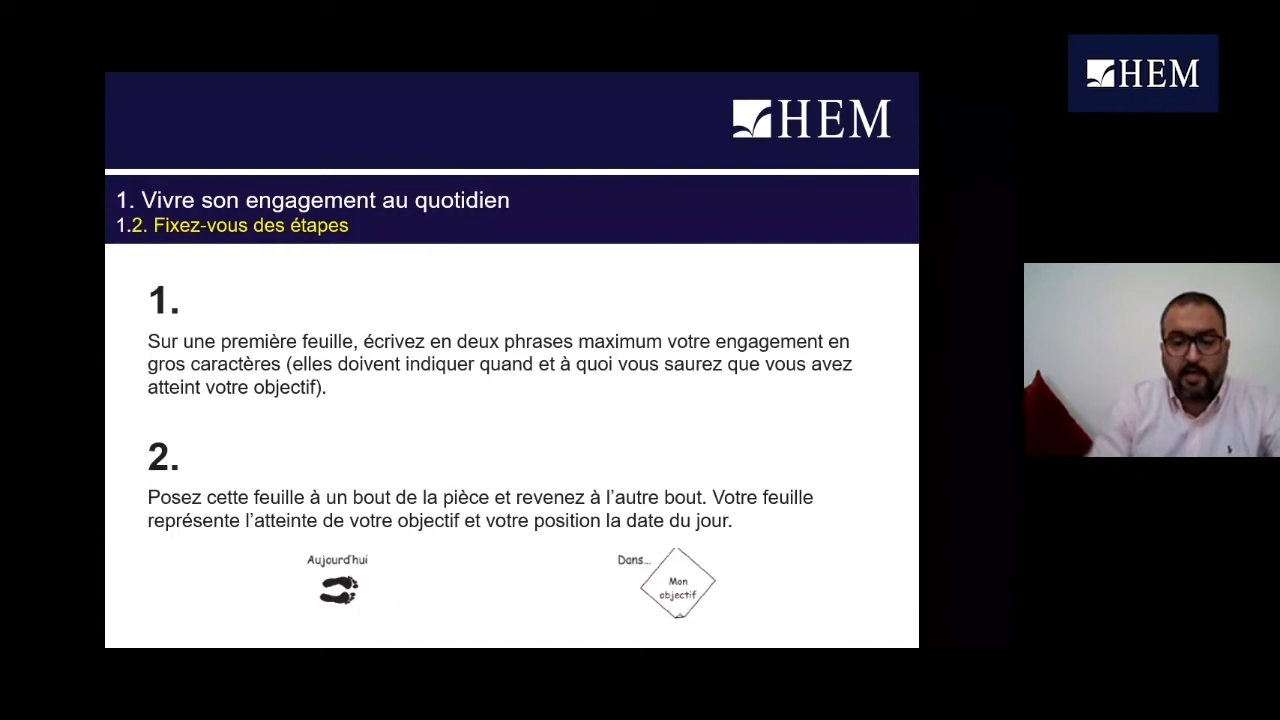 HEM
HEM
1. Vivre son engagement au quotidien
1.2. Fixez-vous des étapes
1.
Sur une première feuille, écrivez en deux phrases maximum votre engagement en
gros caractères (elles doivent indiquer quand et à quoi vous saurez que vous avez
atteint votre objectif).
2.
Posez cette feuille à un bout de la pièce et revenez à l’autre bout. Votre feuille
représente l’atteinte de votre objectif et votre position la date du jour.
Aujourd'hui
Dans...
Mon
objectif